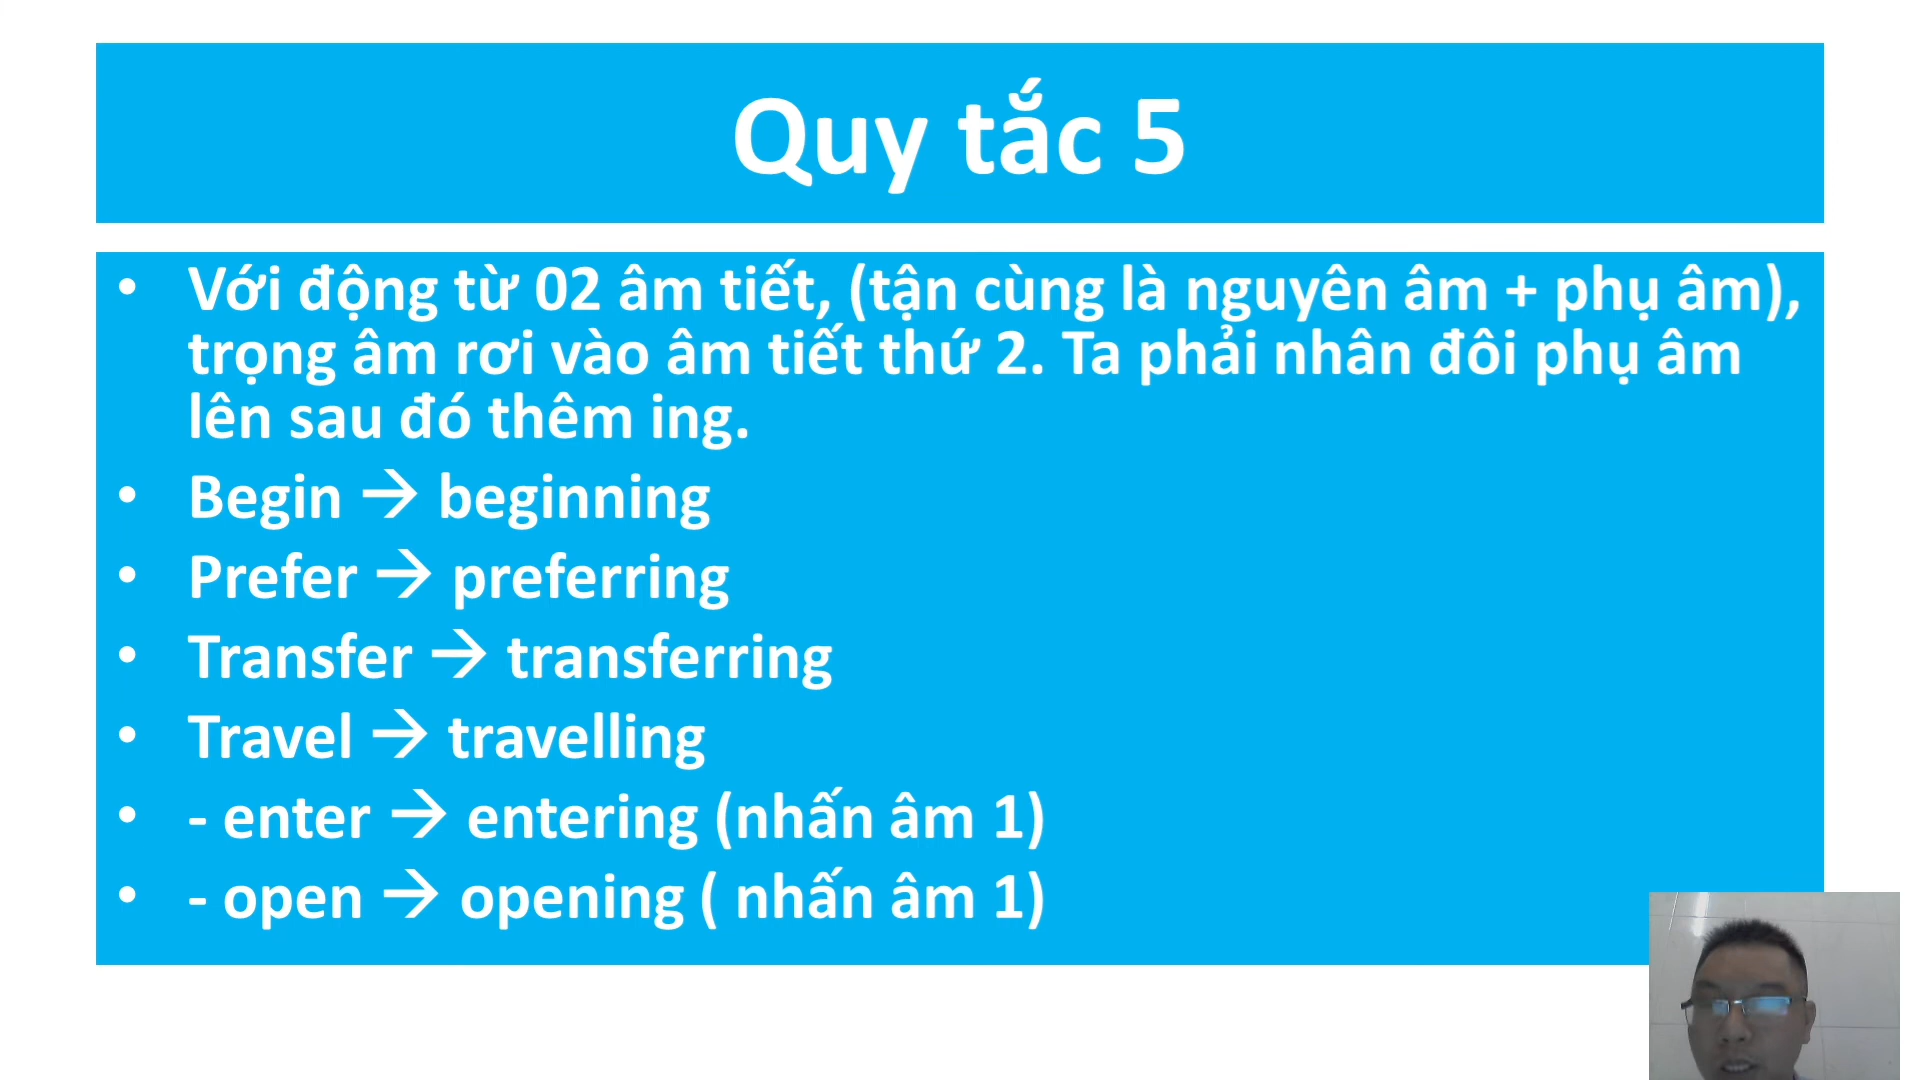 Quy tắc 5
• Với động từ 02 âm tiết, (tận cùng là nguyên âm + phụ âm),
trọng âm rơi vào âm tiết thứ 2. Ta phải nhân đôi phụ âm
lên sau đó thêm ing.
• Begin → beginning
• Prefer → preferring
• Transfer → transferring
• Travel → travelling
• - enter → entering (nhấn âm 1)
• - open → opening ( nhấn âm 1)